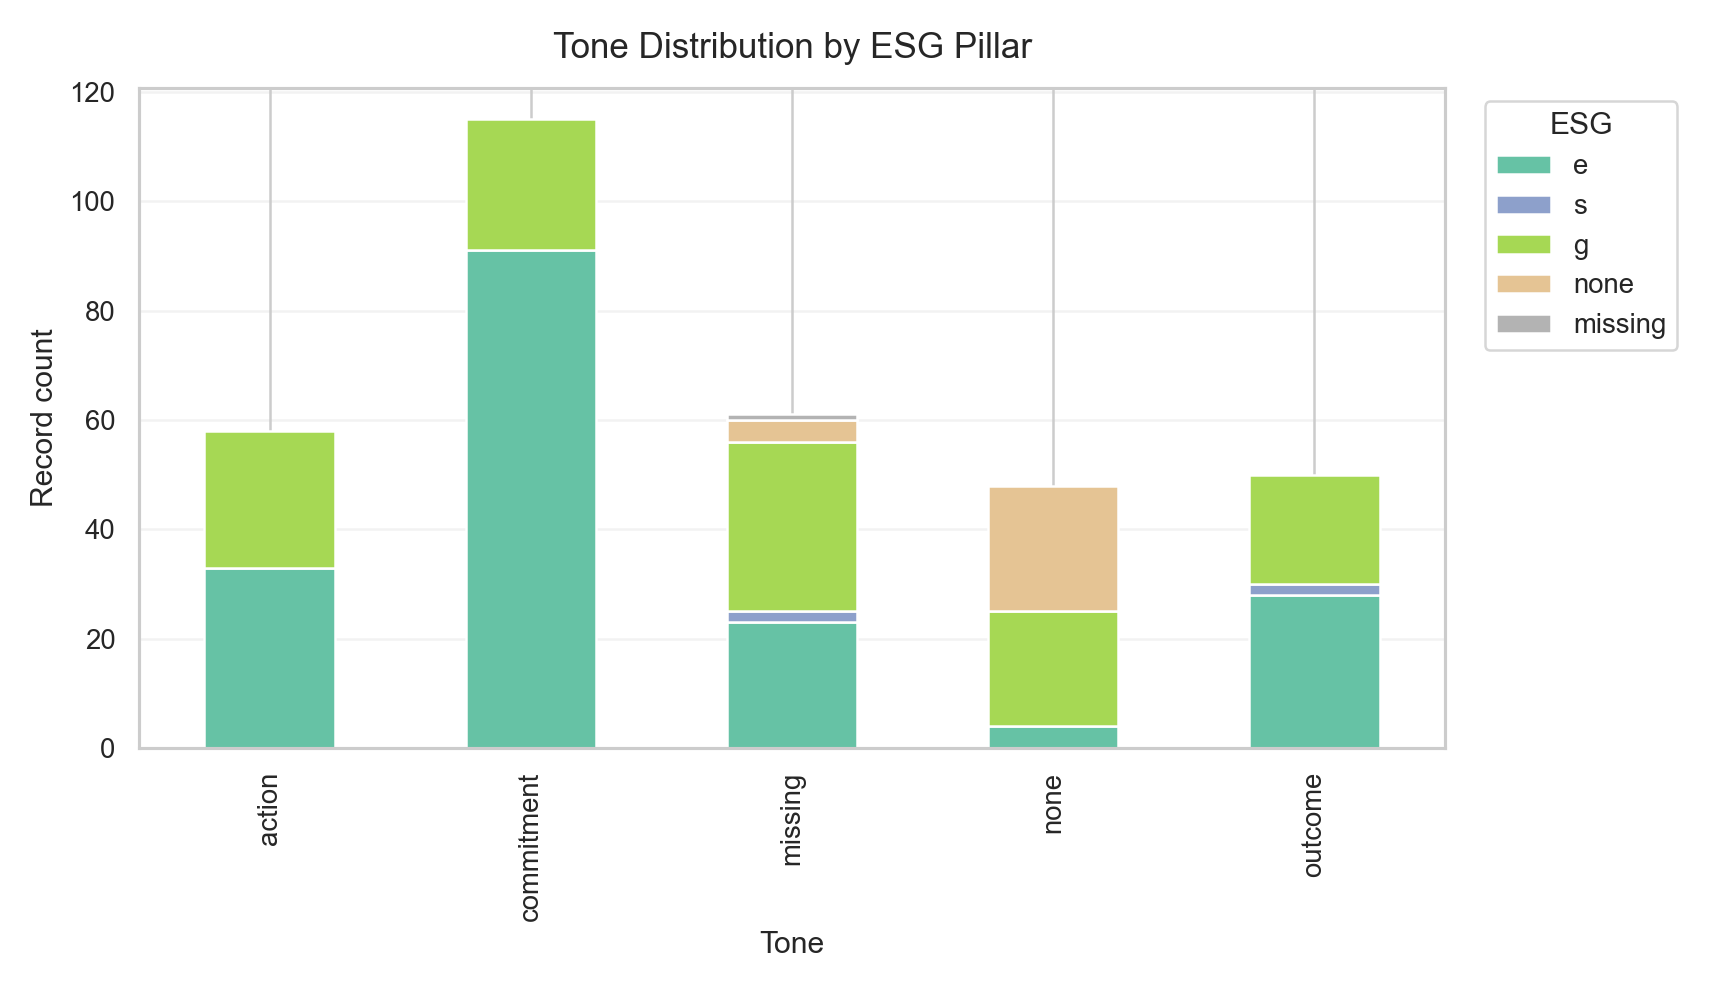 Tone Distribution by ESG Pillar
120
100
80
60
40
20
0
Record count
action
commitment
missing
none
outcome
Tone
ESG
e
s
g
none
missing